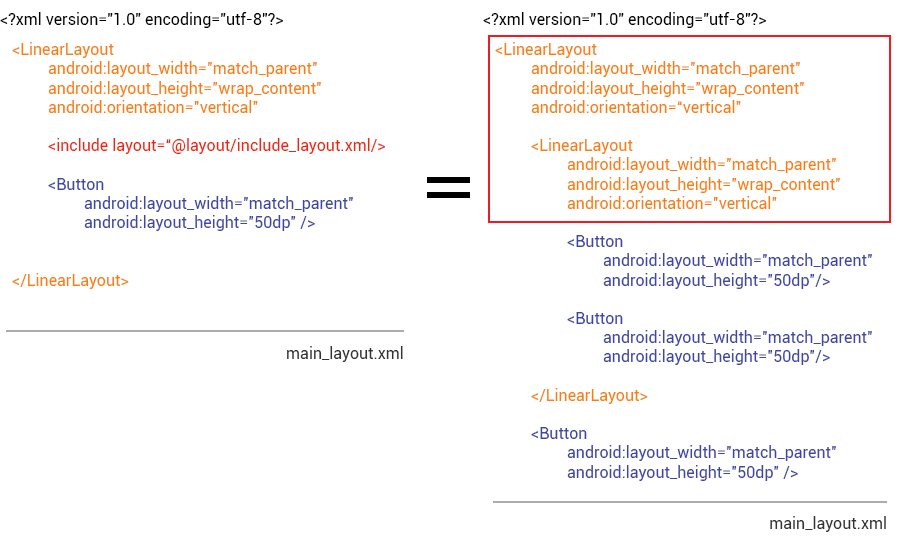 <?xml version="1.0" encoding="utf-8"?>
<LinearLayout
android:layout_width="match_parent"
android:layout_height="wrap_content"
android:orientation="vertical"
<include layout=“@layout/include_layout.xml/>
<Button
android:layout_width="match_parent"
android:layout_height="50dp" />
</LinearLayout>
main_layout.xml
=
<?xml version="1.0" encoding="utf-8"?>
<LinearLayout
android:layout_width="match_parent"
android:layout_height="wrap_content"
android:orientation=“vertical"
<LinearLayout
android:layout_width="match_parent"
android:layout_height="wrap_content"
android:orientation="vertical"
<Button
android:layout_width="match_parent"
android:layout_height="50dp"/>
<Button
android:layout_width="match_parent"
android:layout_height="50dp"/>
</LinearLayout>
<Button
android:layout_width="match_parent"
android:layout_height="50dp" />
main_layout.xml